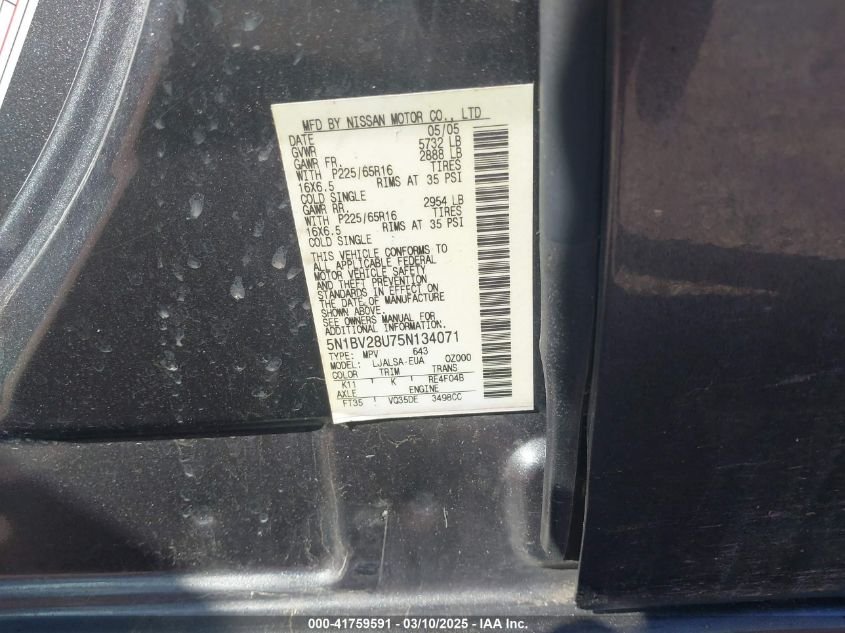 MFD BY NISSAN MOTOR CO., LTD
DATE 05/05
GVWR 5732 LB
GAWR FR. 2888 LB
WITH P225/65R16 TIRES
16X6.5 RIMS AT 35 PSI
COLD SINGLE
GAWR RR. 2954 LB
WITH P225/65R16 TIRES
16X6.5 RIMS AT 35 PSI
COLD SINGLE
THIS VEHICLE CONFORMS TO
ALL APPLICABLE FEDERAL
MOTOR VEHICLE SAFETY
AND THEFT PREVENTION
STANDARDS IN EFFECT ON
THE DATE OF MANUFACTURE
SHOWN ABOVE.
SEE OWNERS MANUAL FOR
ADDITIONAL INFORMATION.
5N1BV28U75N134071
TYPE: MPV 643
MODEL: LJALSA-EUA OZ000
COLOR TRIM TRANS
K11 K RE4F04B
AXLE ENGINE
FT35 VQ35DE 3498CC
000-41759591 - 03/10/2025 - IAA Inc.